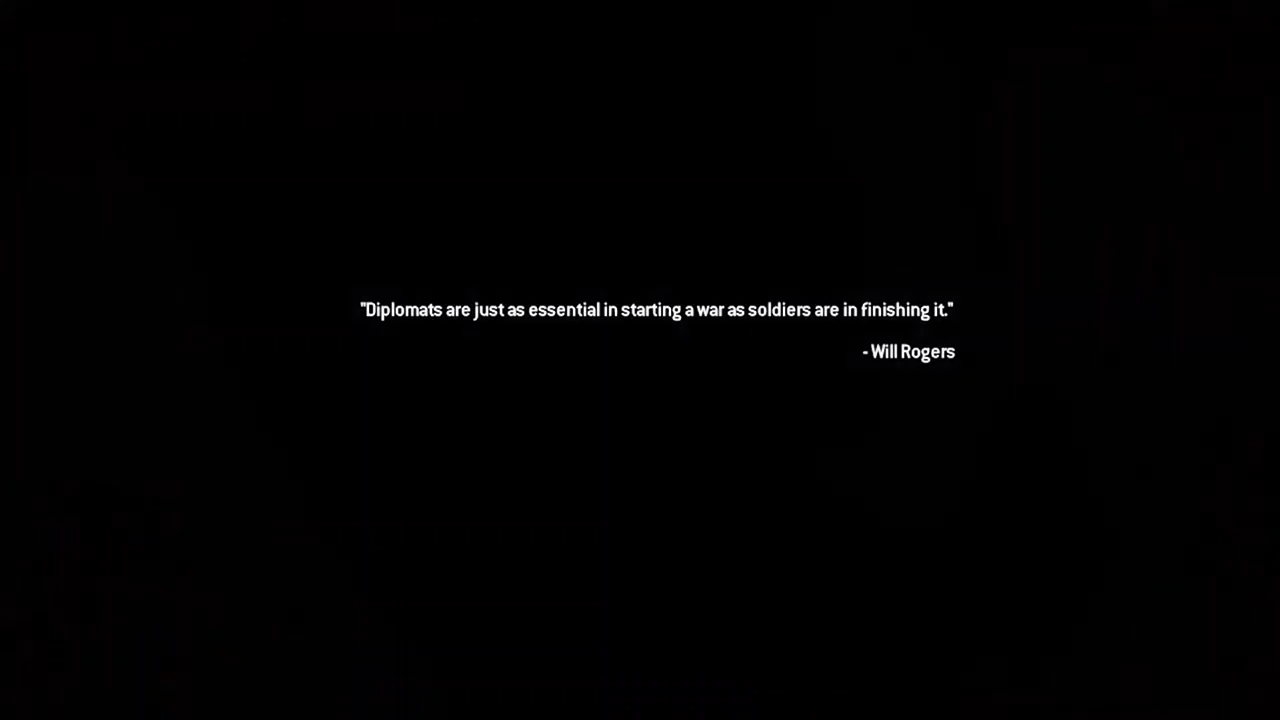 "Diplomats are just as essential in starting a war as soldiers are in finishing it."
- Will Rogers